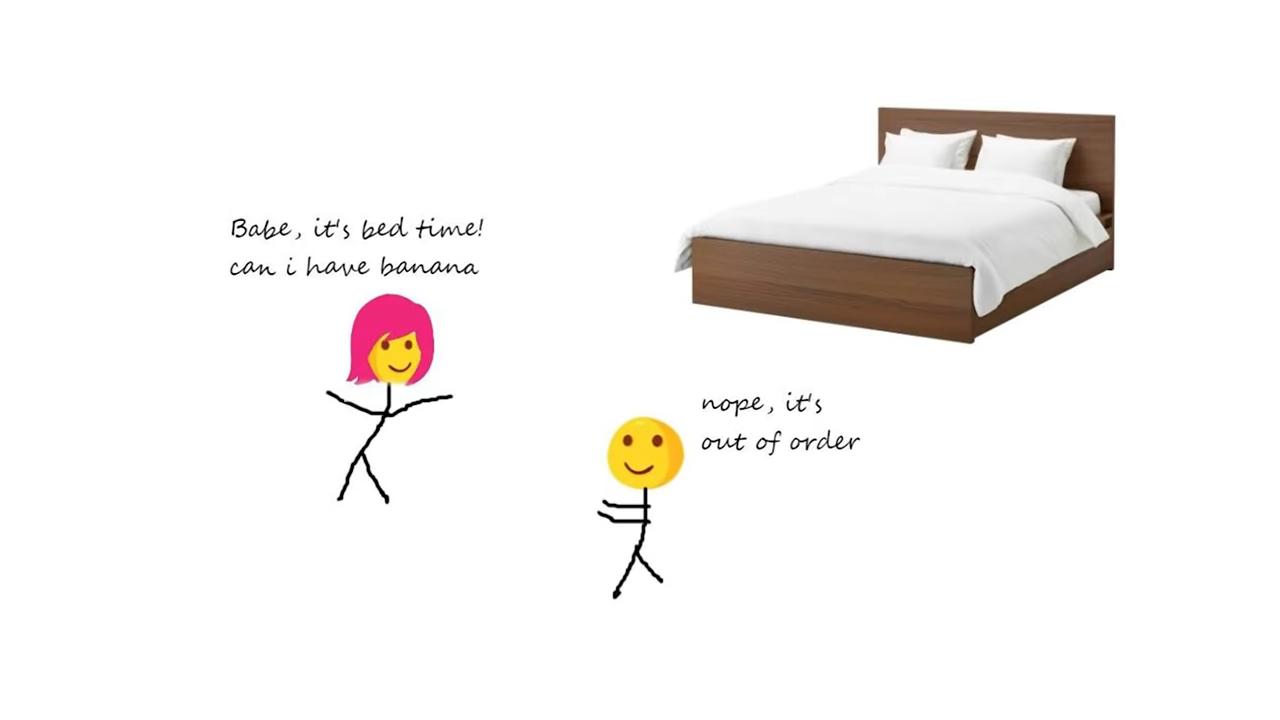 Babe, it's bed time!
can i have banana
nope, it's
out of order